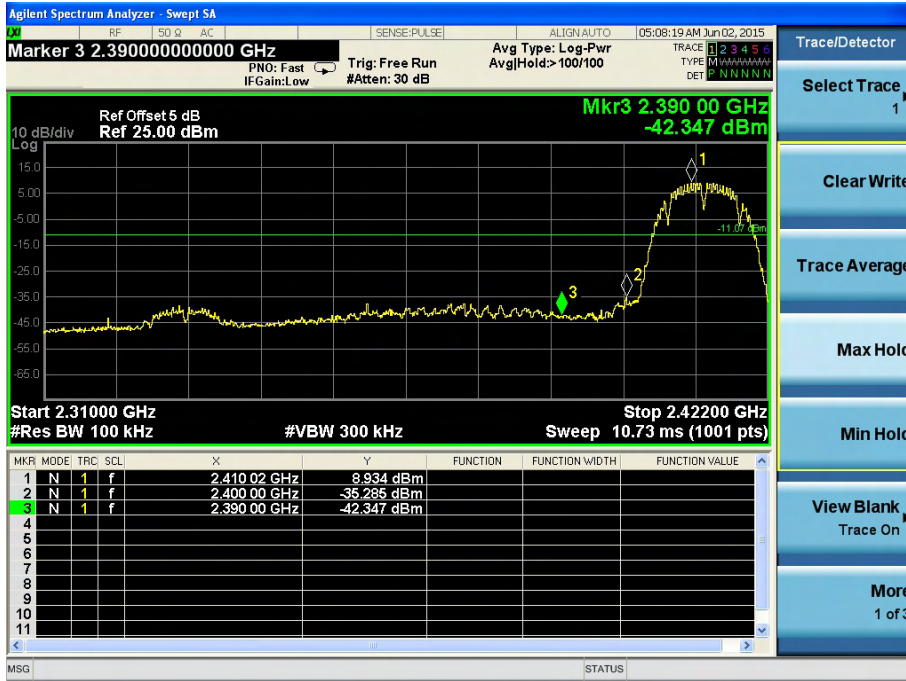 Agilent Spectrum Analyzer - Swept SA
LXI RF 50 Ω AC SENSE:PULSE ALIGN AUTO 05:08:19 AM Jun 02, 2015
Marker 3 2.390000000000 GHz
PNO: Fast
IFGain:Low
Trig: Free Run
#Atten: 30 dB
Avg Type: Log-Pwr
Avg|Hold:>100/100
TRACE 1 2 3 4 5 6
TYPE M
DET P N N N N N
Ref Offset 5 dB
10 dB/div Ref 25.00 dBm
Log
Mkr3 2.390 00 GHz
-42.347 dBm
15.0
5.00
-5.00
-15.0
-25.0
-35.0
-45.0
-55.0
-65.0
1
-11.07 dBm
2
3
Start 2.31000 GHz Stop 2.42200 GHz
#Res BW 100 kHz #VBW 300 kHz Sweep 10.73 ms (1001 pts)
MKR MODE TRC SCL X Y FUNCTION FUNCTION WIDTH FUNCTION VALUE
1 N 1 f 2.410 02 GHz 8.934 dBm
2 N 1 f 2.400 00 GHz -35.285 dBm
3 N 1 f 2.390 00 GHz -42.347 dBm
4
5
6
7
8
9
10
11
MSG STATUS
Trace/Detector
Select Trace
1
Clear Write
Trace Average
Max Hold
Min Hold
View Blank
Trace On
More
1 of 3